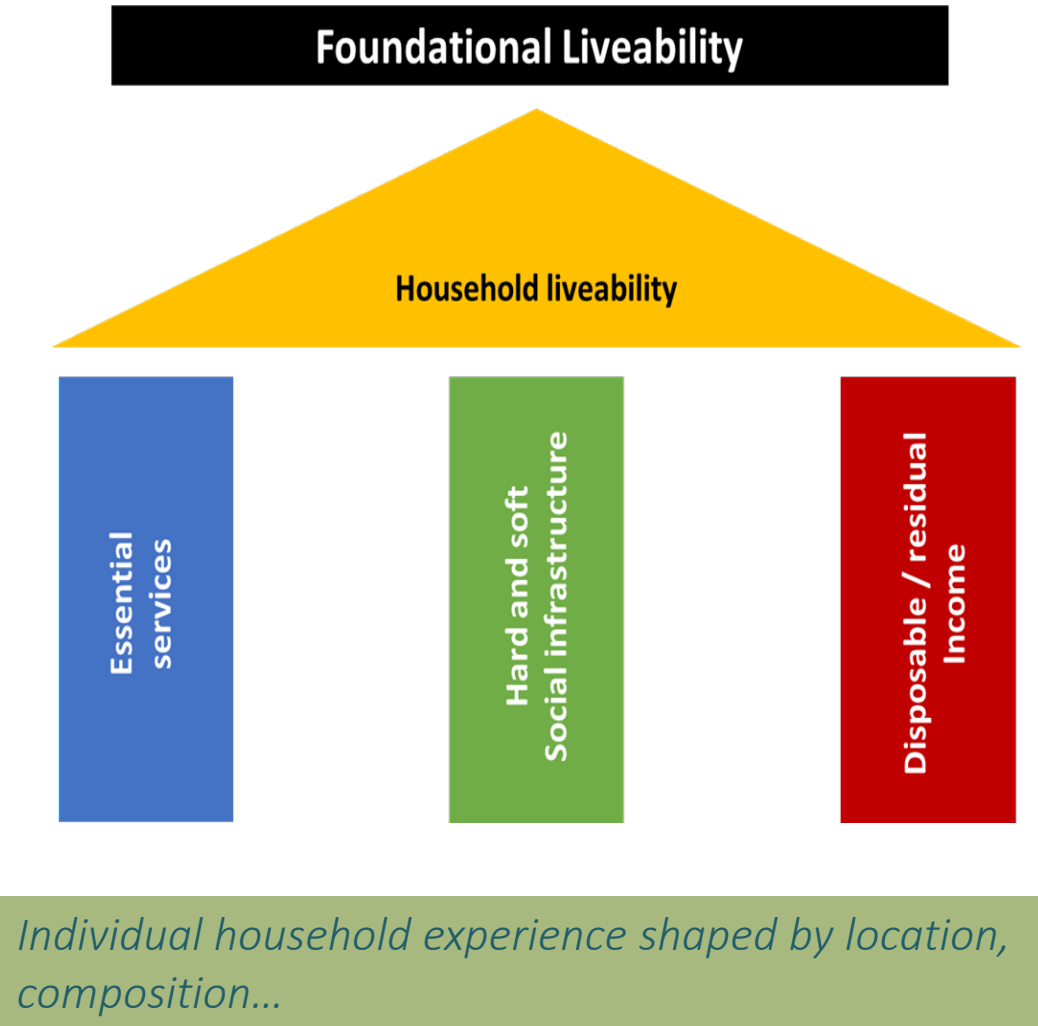 Foundational Liveability
Household liveability
Essential
services
Hard and soft
Social infrastructure
Disposable / residual
Income
Individual household experience shaped by location,
composition...